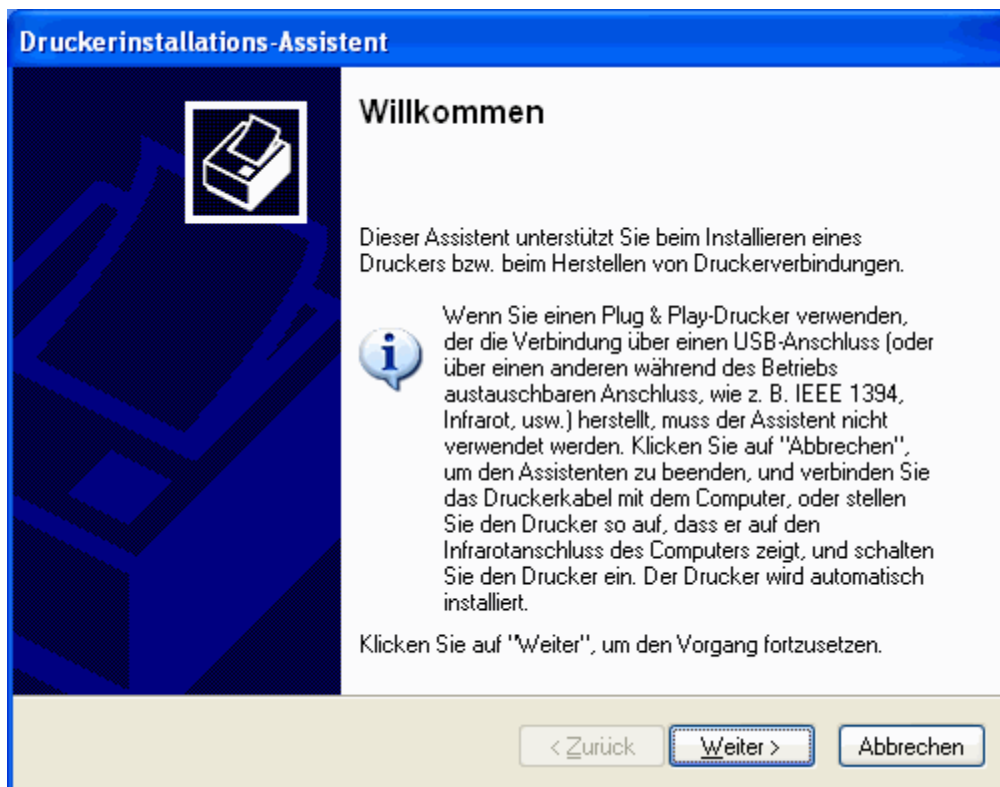 Druckerinstallations-Assistent
Willkommen
Dieser Assistent unterstützt Sie beim Installieren eines
Druckers bzw. beim Herstellen von Druckerverbindungen.
Wenn Sie einen Plug & Play-Drucker verwenden,
der die Verbindung über einen USB-Anschluss (oder
über einen anderen während des Betriebs
austauschbaren Anschluss, wie z. B. IEEE 1394,
Infrarot, usw.) herstellt, muss der Assistent nicht
verwendet werden. Klicken Sie auf "Abbrechen",
um den Assistenten zu beenden, und verbinden Sie
das Druckerkabel mit dem Computer, oder stellen
Sie den Drucker so auf, dass er auf den
Infrarotanschluss des Computers zeigt, und schalten
Sie den Drucker ein. Der Drucker wird automatisch
installiert.
Klicken Sie auf "Weiter", um den Vorgang fortzusetzen.
< Zurück Weiter > Abbrechen